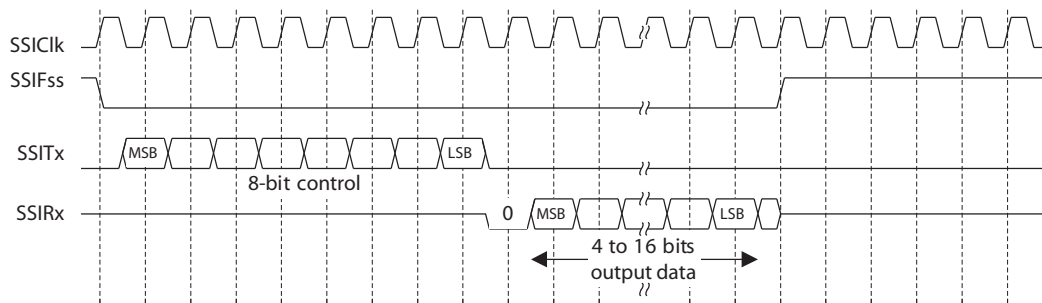 SSIClk
SSIFss
SSITx
MSB
LSB
8-bit control
SSIRx
0
MSB
LSB
4 to 16 bits
output data